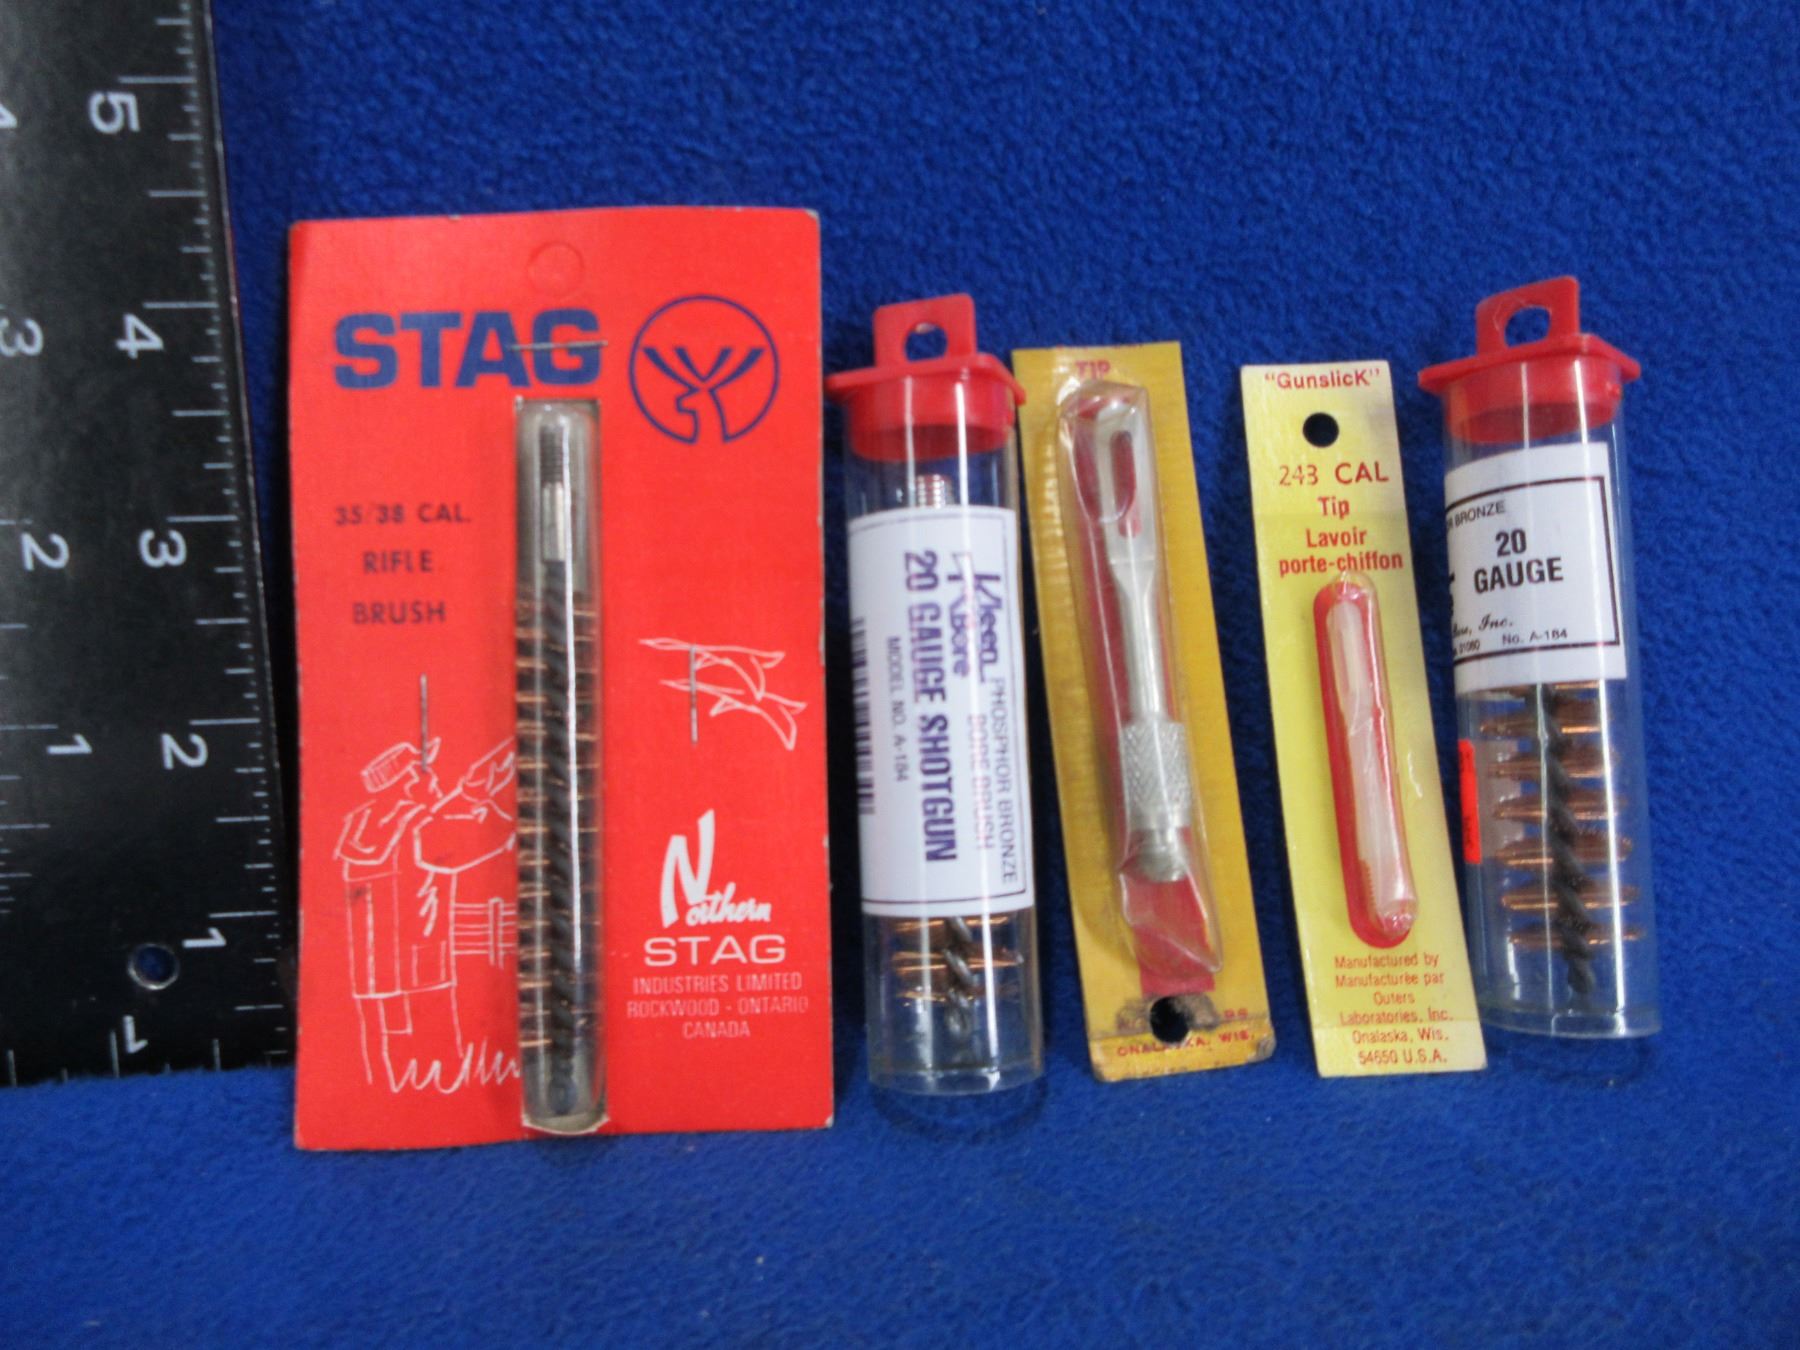 5
4
3
2
1
3
2
1
STAG
35/38 CAL.
RIFLE
BRUSH
Northern
STAG
INDUSTRIES LIMITED
ROCKWOOD - ONTARIO
CANADA
Kleen
Bore
PHOSPHOR BRONZE
BORE BRUSH
20 GAUGE SHOTGUN
MODEL NO. A-184
TIP
ONALASKA, WIS.
"GunslicK"
243 CAL
Tip
Lavoir
porte-chiffon
Manufactured by
Manufacturée par
Outers
Laboratories, Inc.
Onalaska, Wis.
54650 U.S.A.
BRONZE
20
GAUGE
Inc.
No. A-184